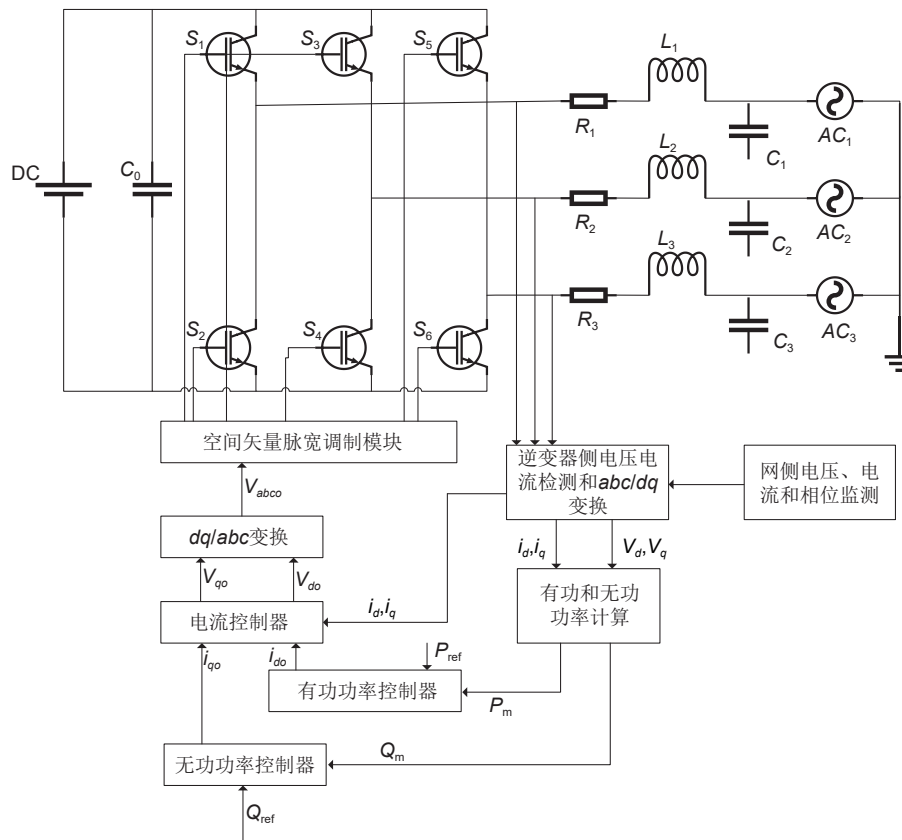 S1
S3
S5
L1
R1
C1
AC1
DC
C0
L2
R2
C2
AC2
L3
R3
C3
AC3
S2
S4
S6
空间矢量脉宽调制模块
逆变器侧电压电
流检测和abc/dq
变换
网侧电压、电
流和相位监测
Vabco
dq/abc变换
id,iq
Vd,Vq
Vqo
Vdo
有功和无功
功率计算
电流控制器
id,iq
iqo
ido
Pref
有功功率控制器
Pm
无功功率控制器
Qm
Qref